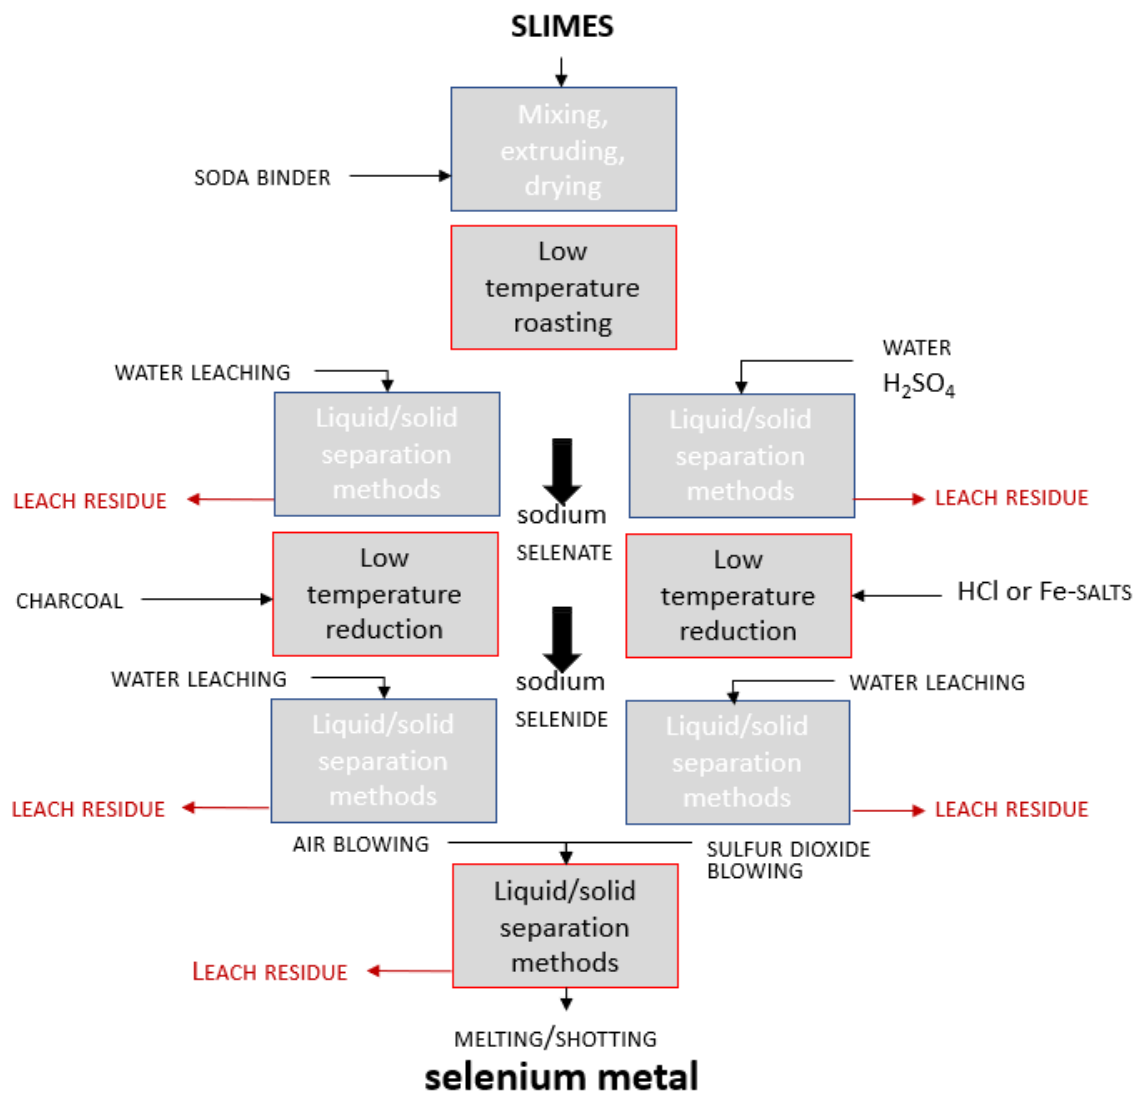 SLIMES
Mixing,
extruding,
drying
SODA BINDER
Low
temperature
roasting
WATER LEACHING
Liquid/solid
separation
methods
LEACH RESIDUE
WATER
H₂SO₄
Liquid/solid
separation
methods
LEACH RESIDUE
sodium
SELENATE
CHARCOAL
Low
temperature
reduction
Low
temperature
reduction
HCl or Fe-SALTS
sodium
SELENIDE
WATER LEACHING
Liquid/solid
separation
methods
LEACH RESIDUE
WATER LEACHING
Liquid/solid
separation
methods
LEACH RESIDUE
AIR BLOWING
SULFUR DIOXIDE
BLOWING
Liquid/solid
separation
methods
LEACH RESIDUE
MELTING/SHOTTING
selenium metal